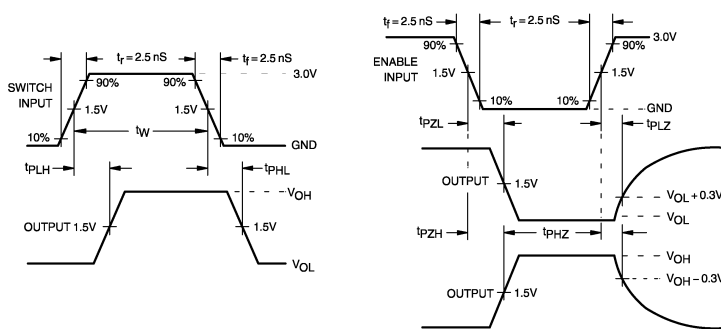 tr = 2.5 nS
tf = 2.5 nS
SWITCH
INPUT
90%
90%
3.0V
1.5V
1.5V
10%
tW
10%
GND
tPLH
tPHL
VOH
OUTPUT 1.5V
1.5V
VOL
tf = 2.5 nS
tr = 2.5 nS
3.0V
90%
90%
ENABLE
INPUT
1.5V
1.5V
10%
10%
GND
tPZL
tPLZ
OUTPUT
1.5V
VOL + 0.3V
VOL
tPZH
tPHZ
VOH
VOH – 0.3V
OUTPUT
1.5V